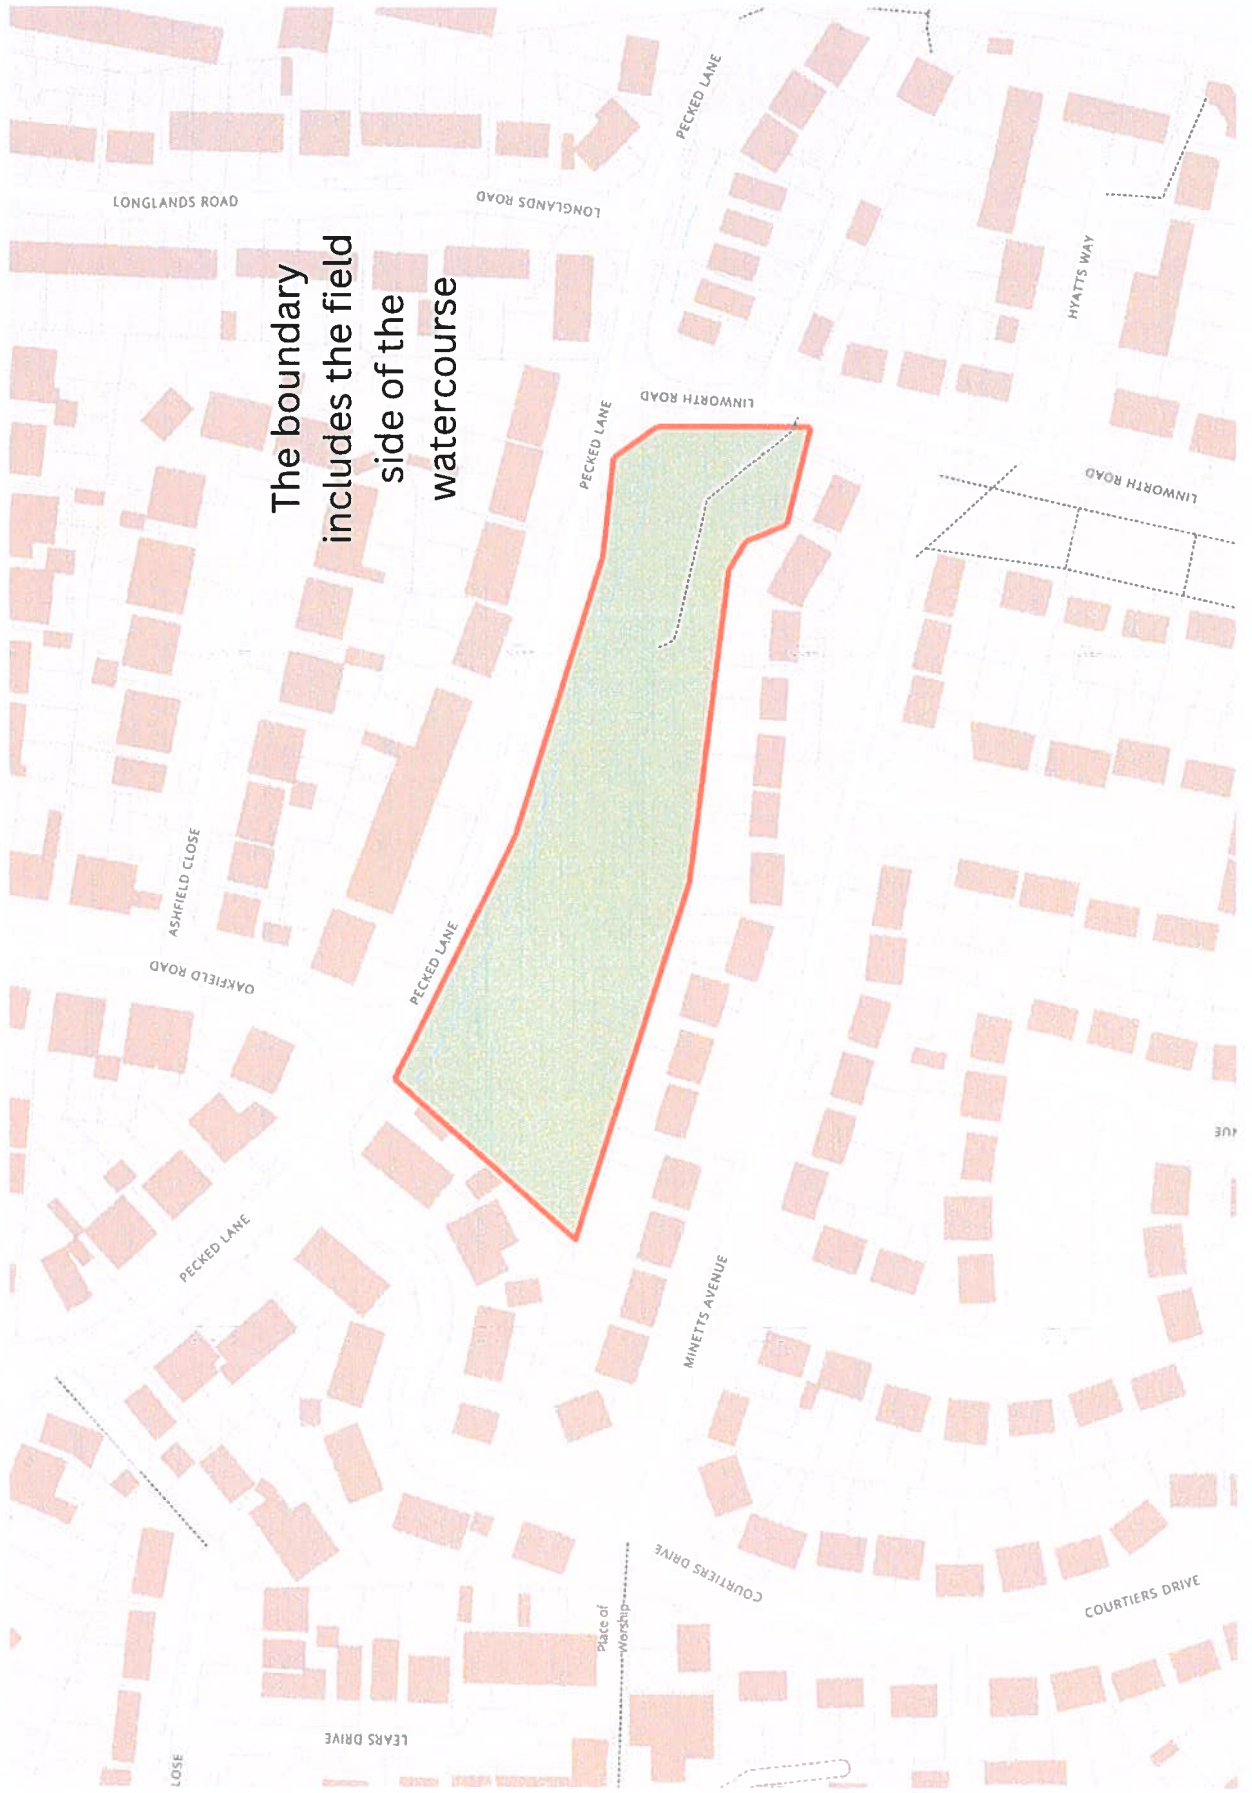 PECKED LANE
LONGLANDS ROAD
LONGLANDS ROAD
HYATTS WAY
The boundary
includes the field
side of the
watercourse
LINWORTH ROAD
PECKED LANE
LINWORTH ROAD
ASHFIELD CLOSE
OAKFIELD ROAD
PECKED LANE
PECKED LANE
MINETTS AVENUE
COURTIERS DRIVE
COURTIERS DRIVE
Place of
Worship
LEARS DRIVE
LOSE